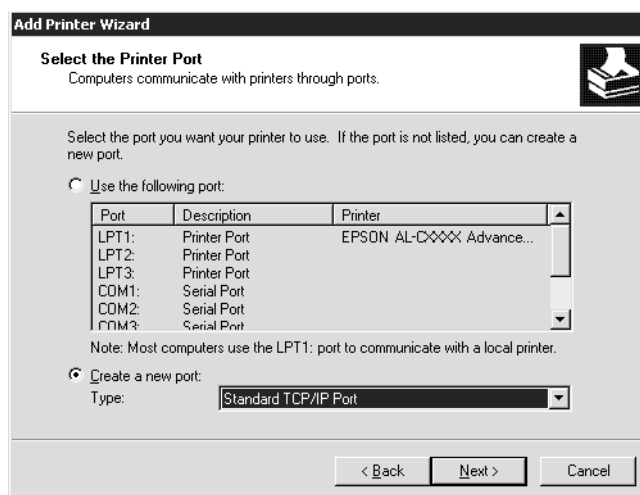 Add Printer Wizard
Select the Printer Port
Computers communicate with printers through ports.
Select the port you want your printer to use. If the port is not listed, you can create a
new port.
Use the following port:
Port Description Printer
LPT1: Printer Port EPSON AL-CXXXX Advance...
LPT2: Printer Port
LPT3: Printer Port
COM1: Serial Port
COM2: Serial Port
COM3: Serial Port
Note: Most computers use the LPT1: port to communicate with a local printer.
Create a new port:
Type: Standard TCP/IP Port
< Back Next > Cancel